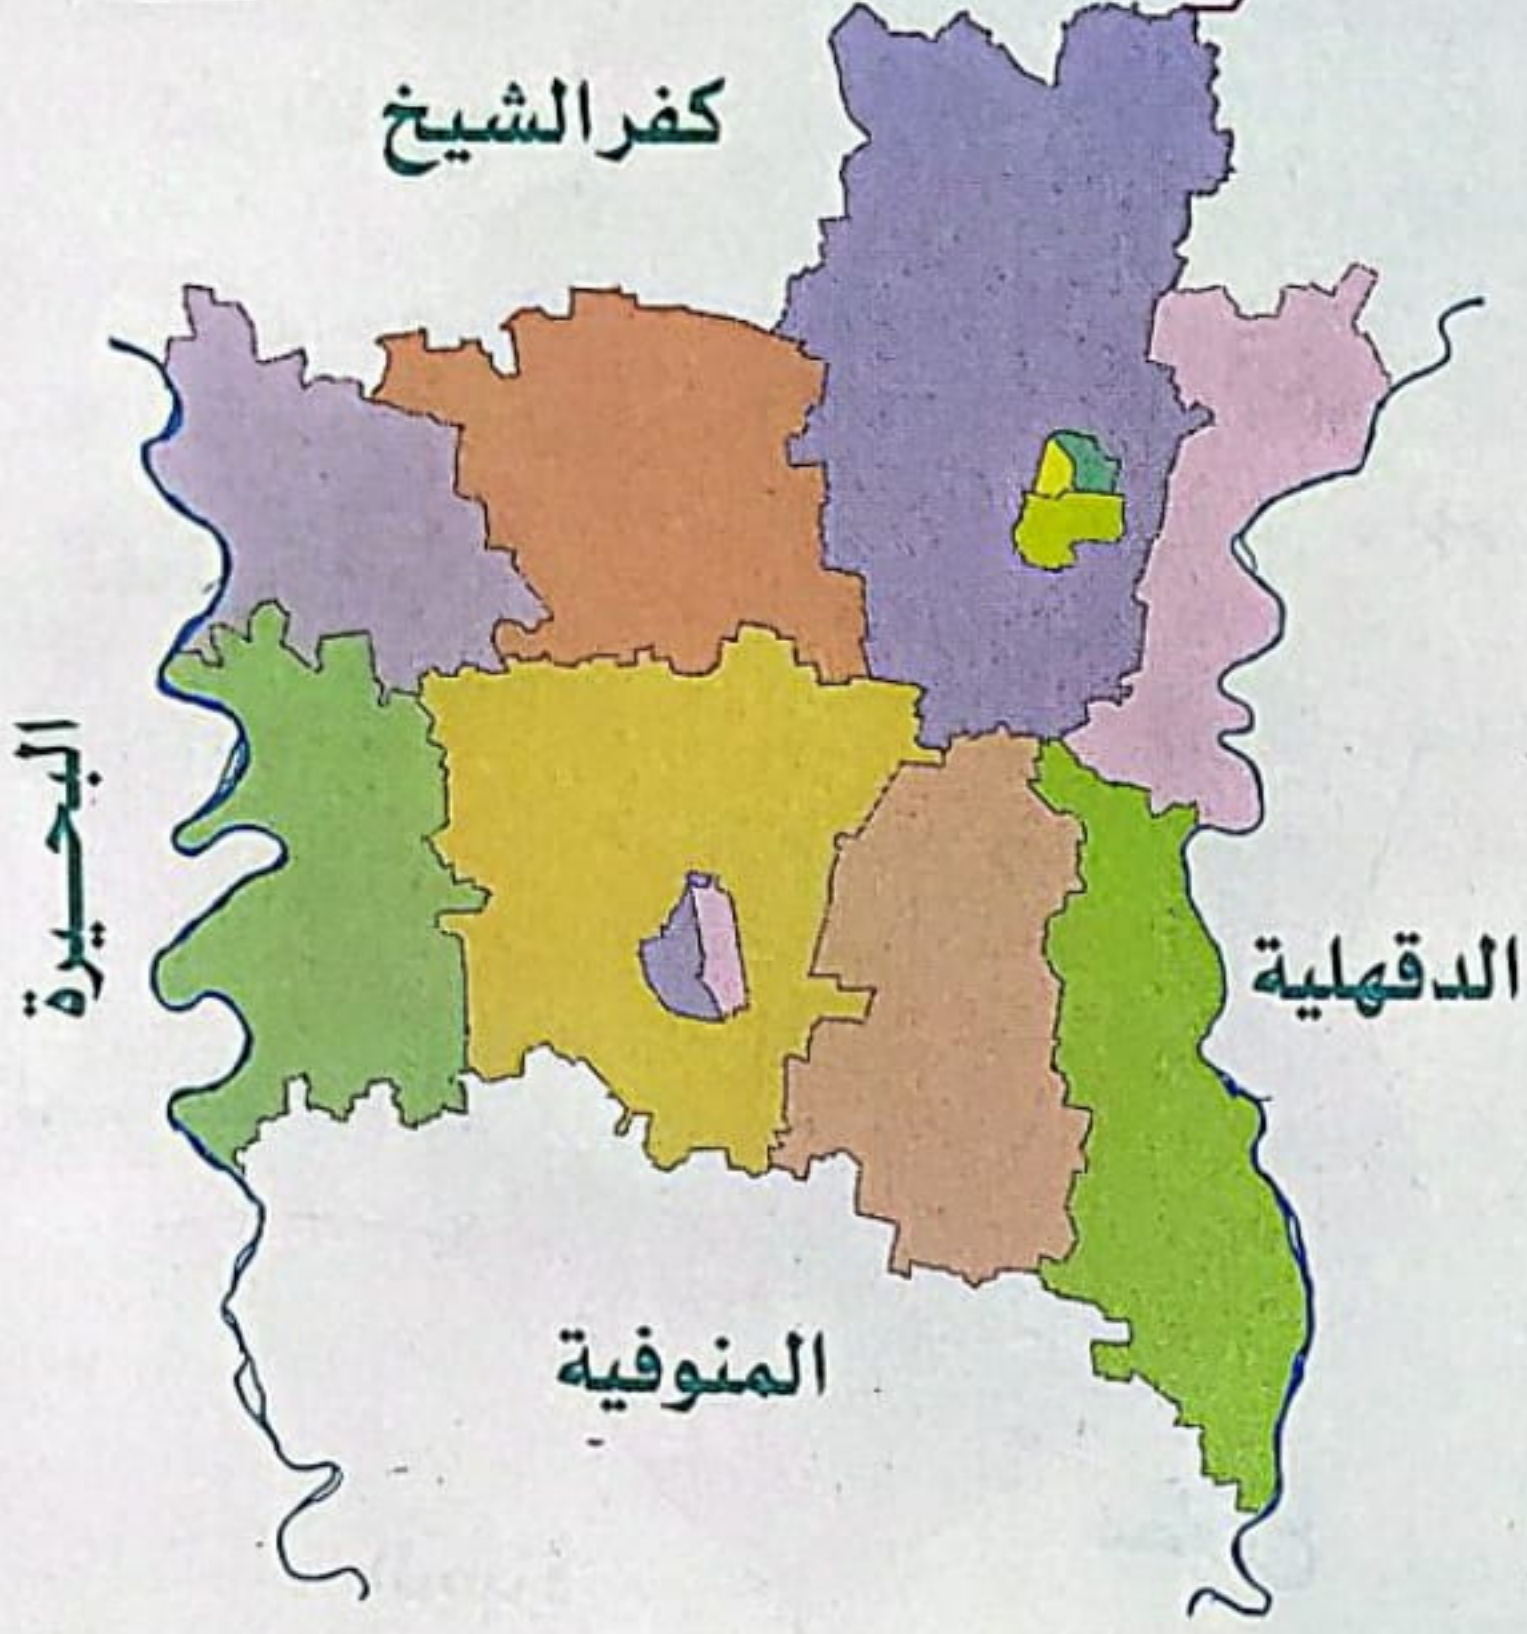 كفر الشيخ
البحيرة
الدقهلية
المنوفية